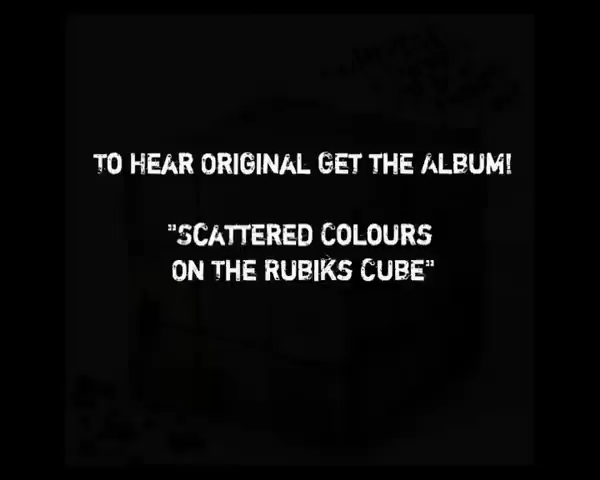 TO HEAR ORIGINAL GET THE ALBUM!
"SCATTERED COLOURS
ON THE RUBIKS CUBE"